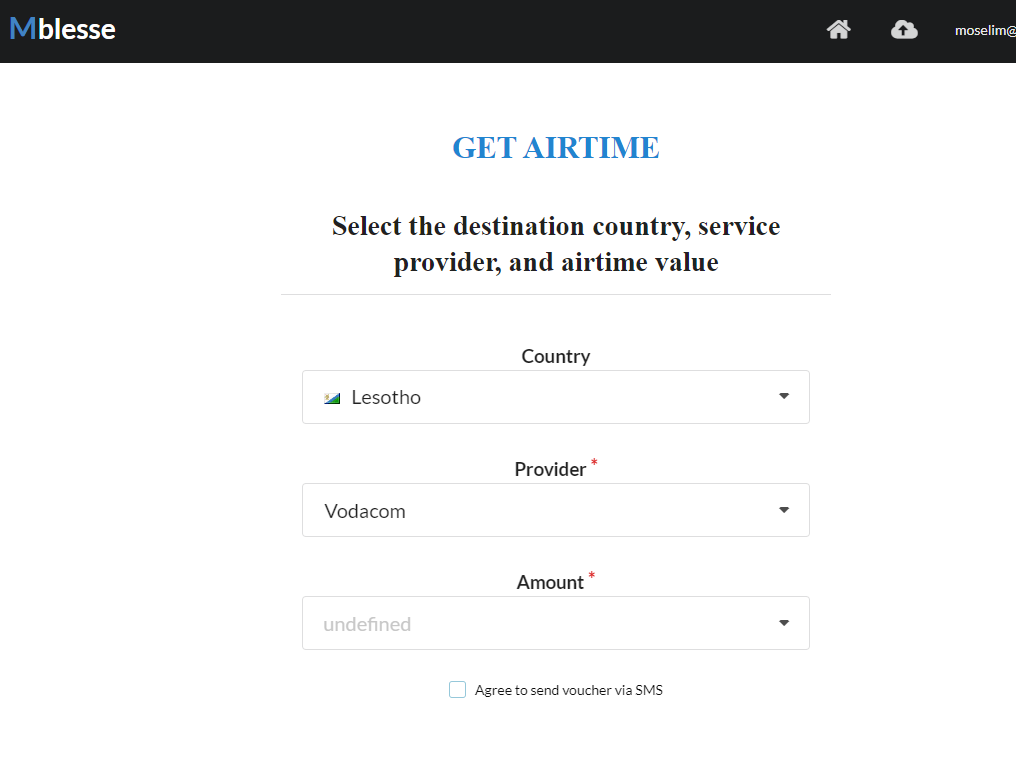 Mblesse
moselim@
GET AIRTIME
Select the destination country, service
provider, and airtime value
Country
Lesotho
Provider *
Vodacom
Amount *
undefined
Agree to send voucher via SMS